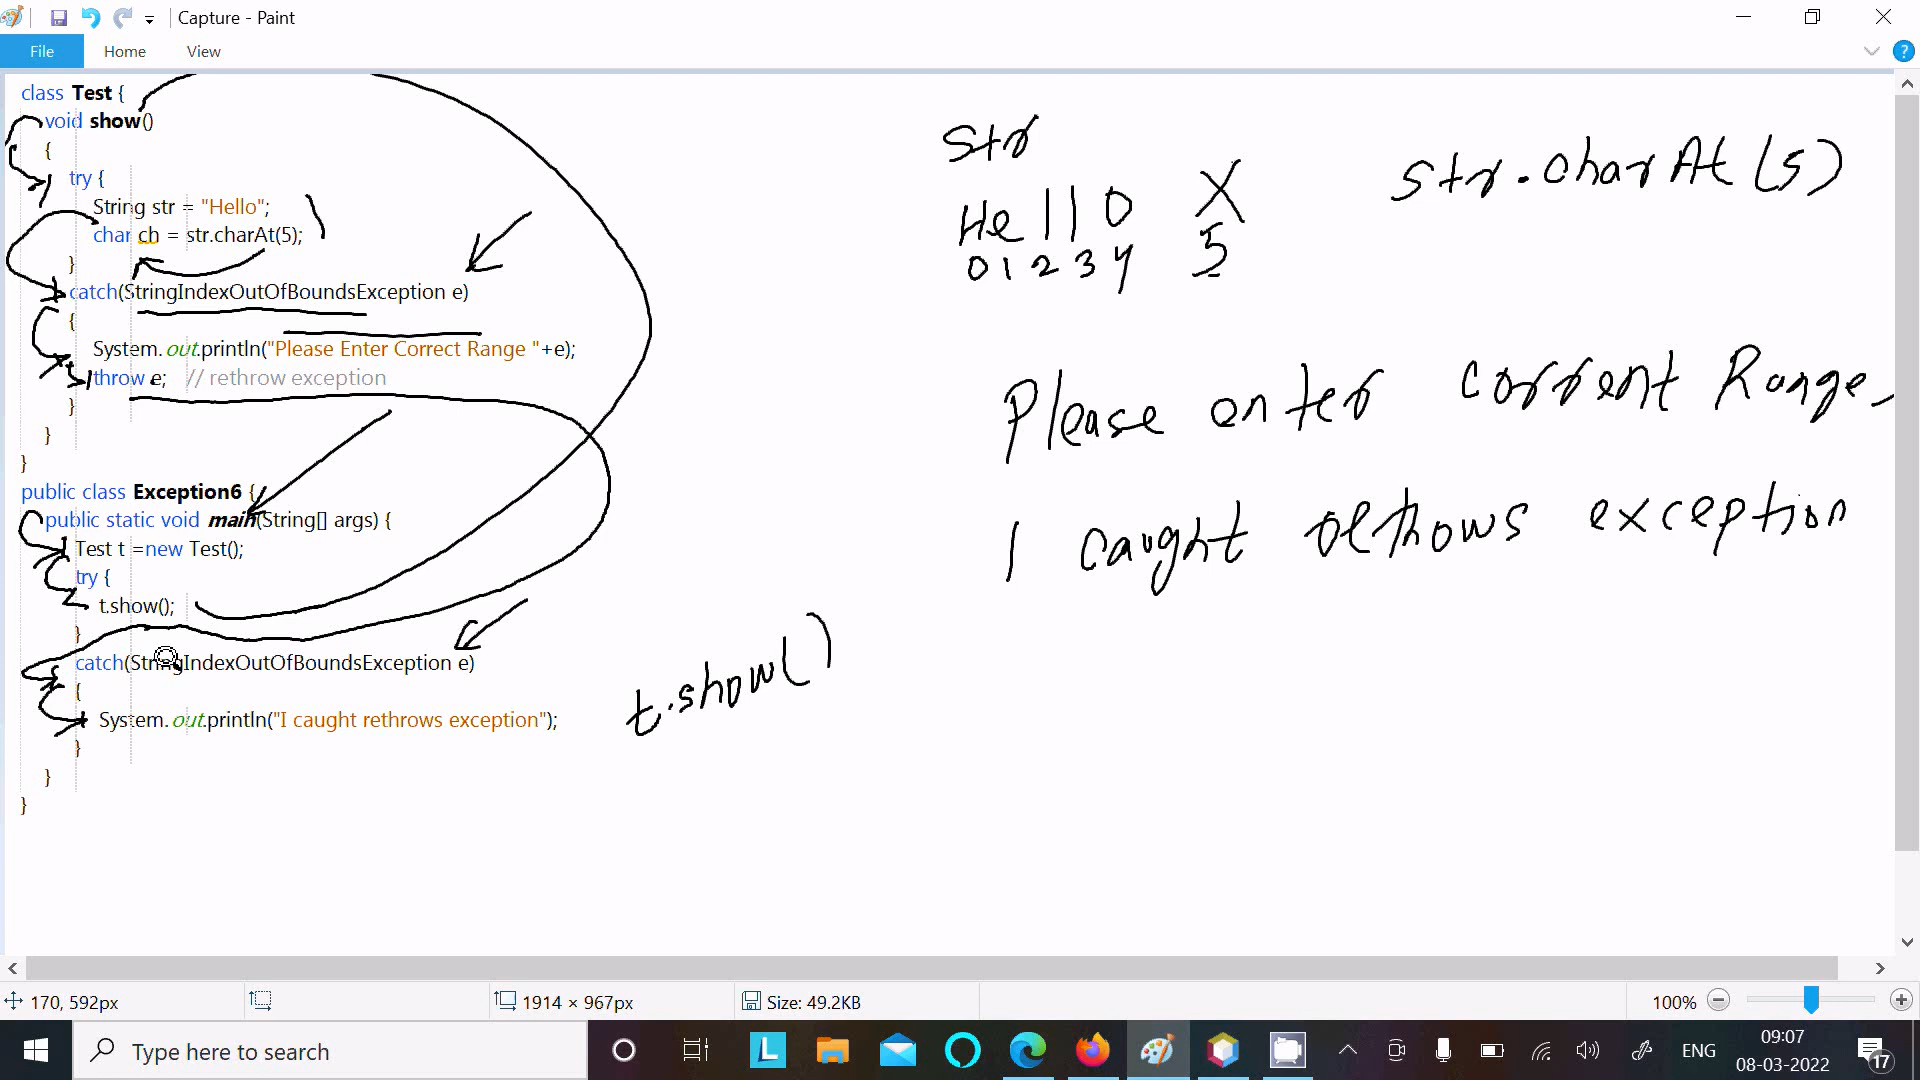 Capture - Paint
File Home View
class Test {
void show()
{
try {
String str = "Hello";
char ch = str.charAt(5);
}
catch(StringIndexOutOfBoundsException e)
{
System.out.println("Please Enter Correct Range "+e);
throw e; // rethrow exception
}
}
}
public class Exception6 {
public static void main(String[] args) {
Test t =new Test();
try {
t.show();
}
catch(StringIndexOutOfBoundsException e)
{
System.out.println("I caught rethrows exception");
}
}
}
Str
Hello X
0 1 2 3 4 5
Str.charAt(5)
Please enter
Range
I caught
exception
t.show()
170, 592px
1914 × 967px
Size: 49.2KB
100%
Type here to search
L
ENG
09:07
08-03-2022
17